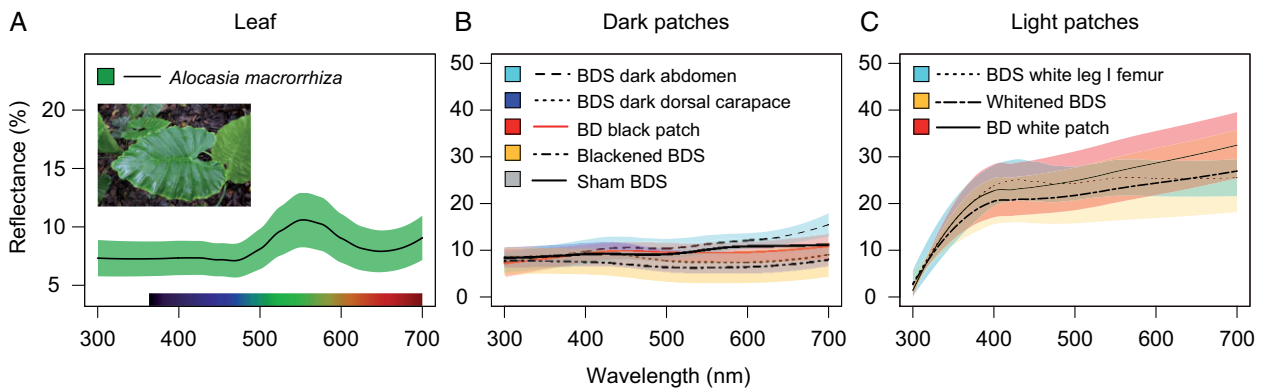 A
Leaf
Reflectance (%)
Alocasia macrorrhiza
20
15
10
5
300
400
500
600
700
B
Dark patches
BDS dark abdomen
BDS dark dorsal carapace
BD black patch
Blackened BDS
Sham BDS
50
40
30
20
10
0
300
400
500
600
700
Wavelength (nm)
C
Light patches
BDS white leg I femur
Whitened BDS
BD white patch
50
40
30
20
10
0
300
400
500
600
700